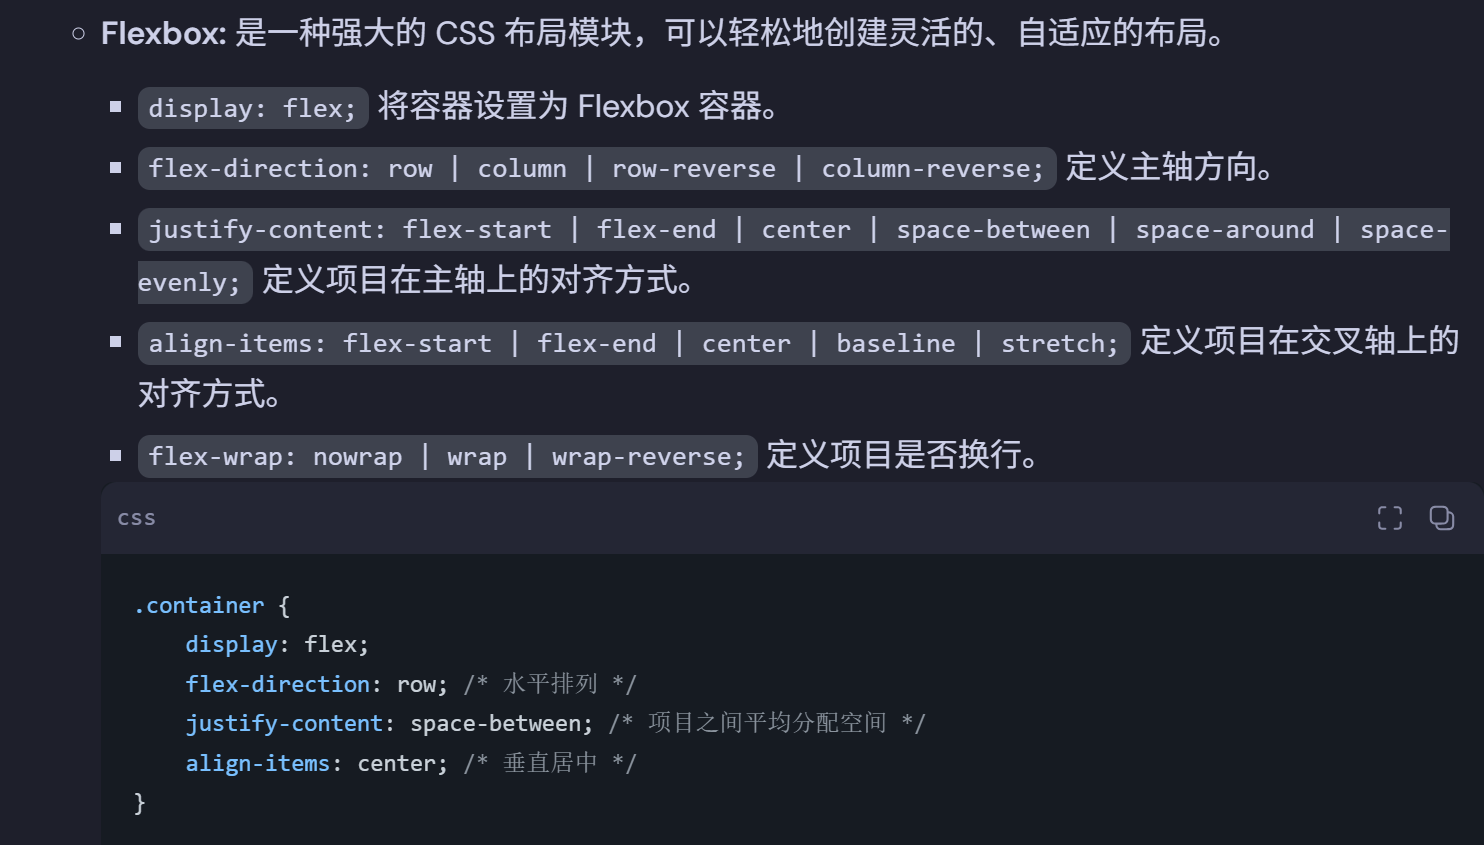 Flexbox: 是一种强大的 CSS 布局模块，可以轻松地创建灵活的、自适应的布局。
display: flex; 将容器设置为 Flexbox 容器。
flex-direction: row | column | row-reverse | column-reverse; 定义主轴方向。
justify-content: flex-start | flex-end | center | space-between | space-around | space-
evenly; 定义项目在主轴上的对齐方式。
align-items: flex-start | flex-end | center | baseline | stretch; 定义项目在交叉轴上的
对齐方式。
flex-wrap: nowrap | wrap | wrap-reverse; 定义项目是否换行。
css
.container {
    display: flex;
    flex-direction: row; /* 水平排列 */
    justify-content: space-between; /* 项目之间平均分配空间 */
    align-items: center; /* 垂直居中 */
}